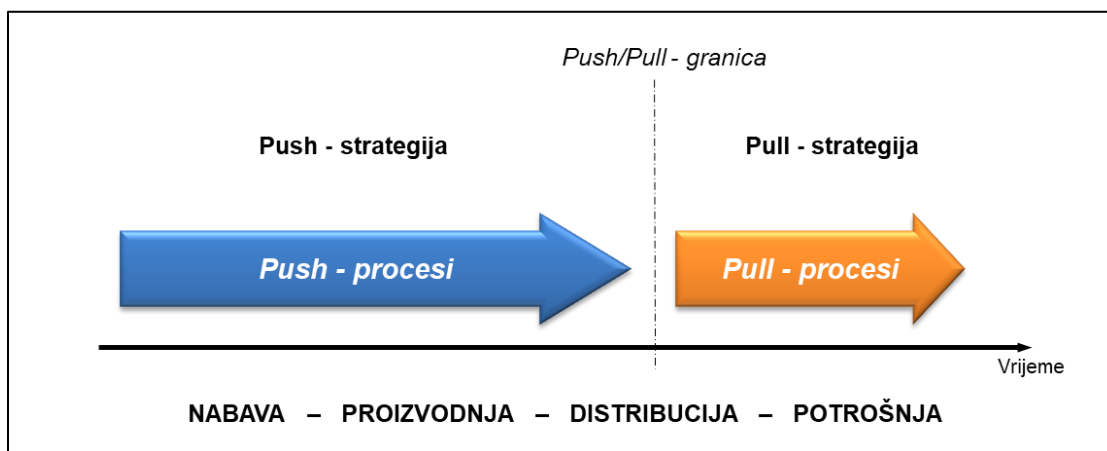 Push/Pull - granica
Push - strategija
Pull - strategija
Push - procesi
Pull - procesi
Vrijeme
NABAVA – PROIZVODNJA – DISTRIBUCIJA – POTROŠNJA